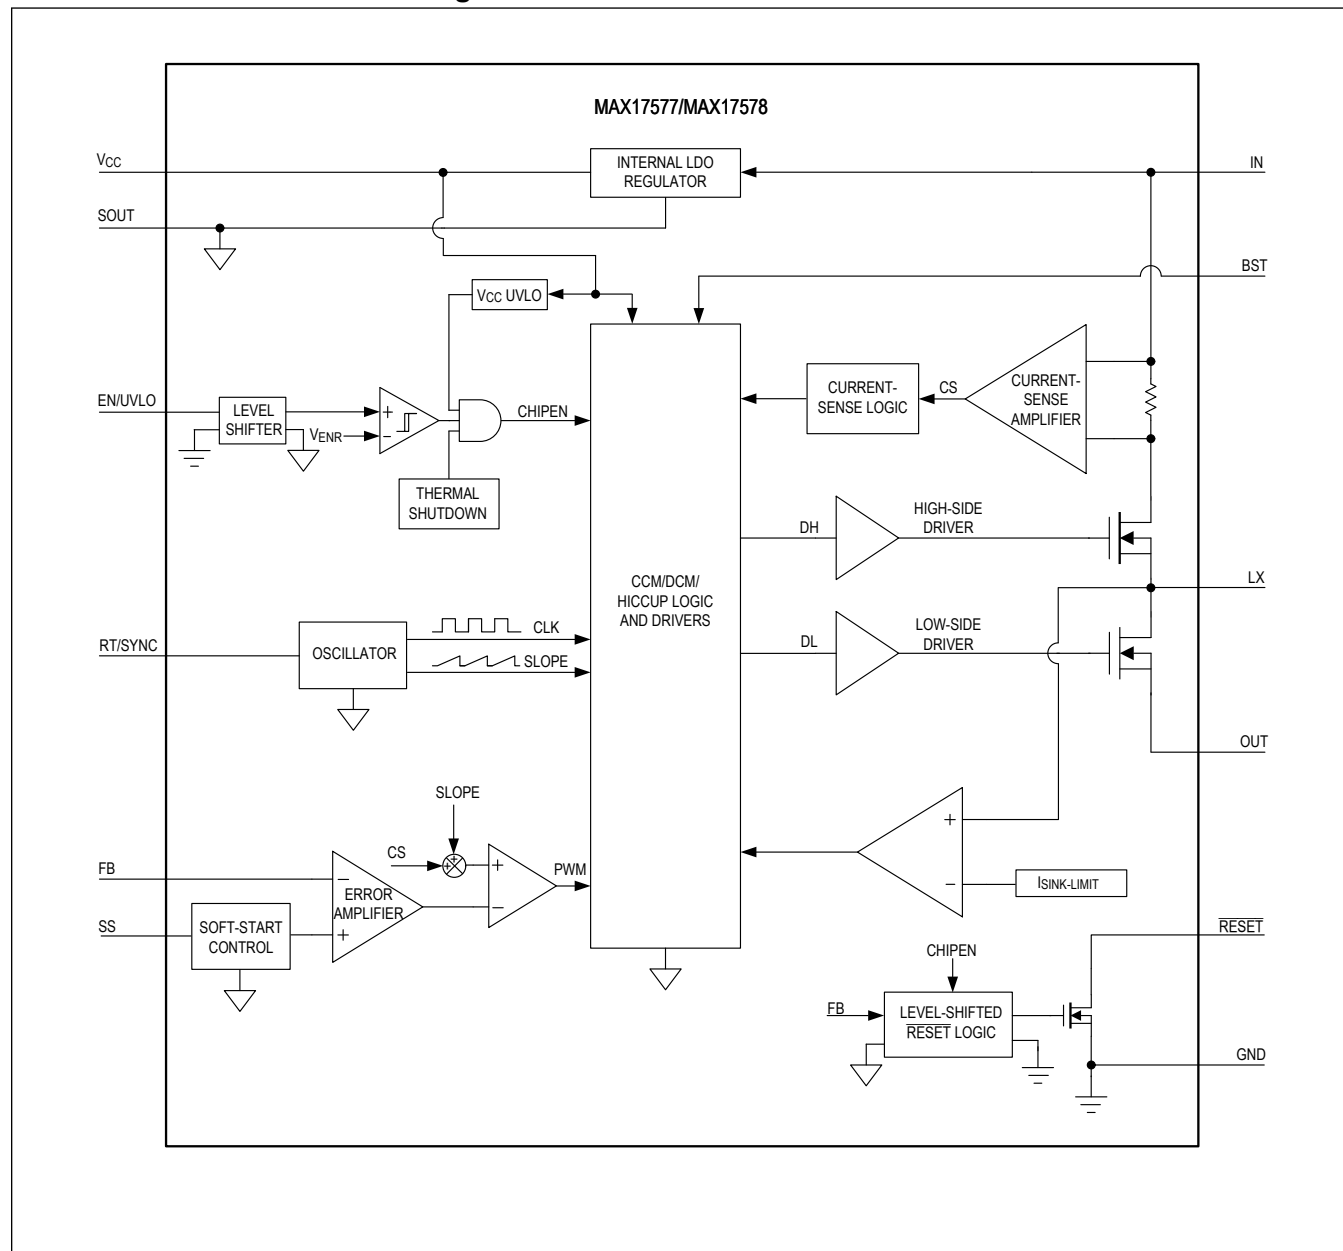 MAX17577/MAX17578
VCC
INTERNAL LDO
REGULATOR
IN
SOUT
BST
VCC UVLO
EN/UVLO
LEVEL
SHIFTER
VENR
+
−
CHIPEN
THERMAL
SHUTDOWN
CURRENT-
SENSE LOGIC
CS
CURRENT-
SENSE
AMPLIFIER
DH
HIGH-SIDE
DRIVER
LX
CCM/DCM/
HICCUP LOGIC
AND DRIVERS
RT/SYNC
OSCILLATOR
CLK
SLOPE
DL
LOW-SIDE
DRIVER
OUT
SLOPE
CS
+
+
+
−
PWM
FB
−
ERROR
AMPLIFIER
+
SS
SOFT-START
CONTROL
+
−
ISINK-LIMIT
RESET
CHIPEN
FB
LEVEL-SHIFTED
RESET LOGIC
GND